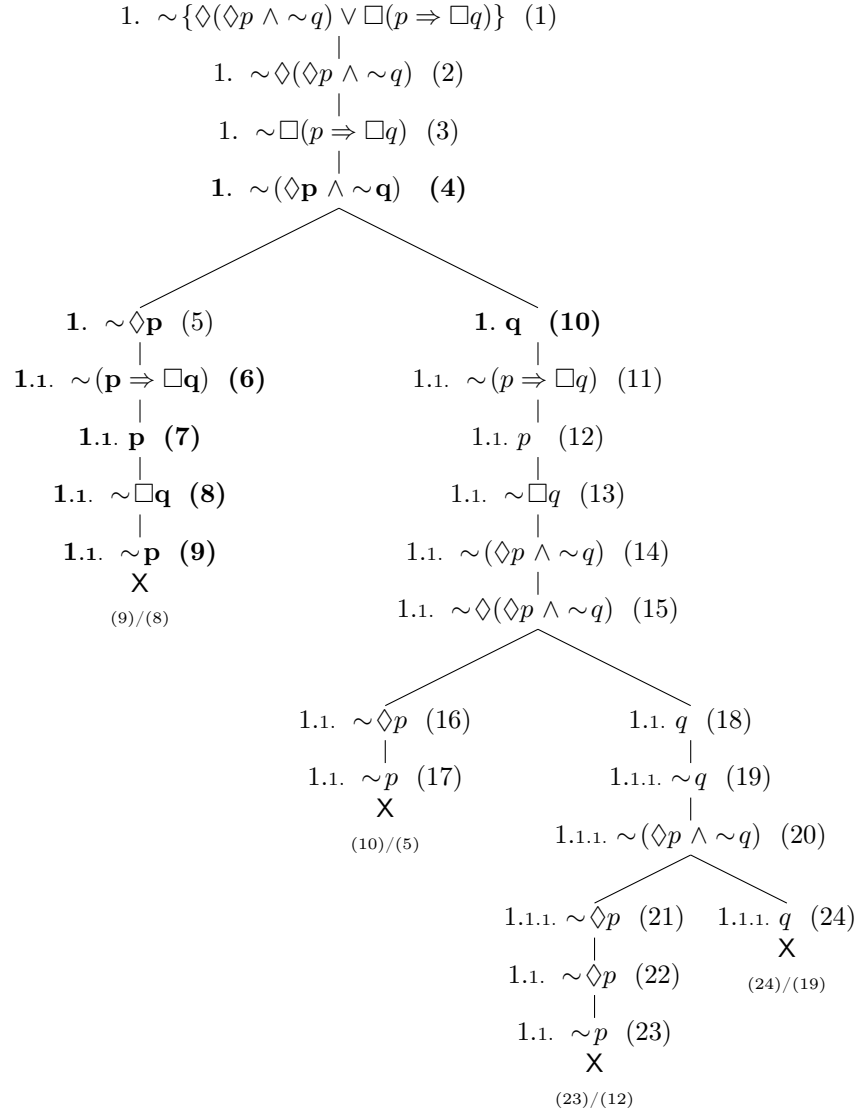 1. ∼{◊(◊p ∧ ∼q) ∨ □(p ⇒ □q)} (1)
1. ∼◊(◊p ∧ ∼q) (2)
1. ∼□(p ⇒ □q) (3)
1. ∼(◊p ∧ ∼q) (4)
1. ∼◊p (5)
1.1. ∼(p ⇒ □q) (6)
1.1. p (7)
1.1. ∼□q (8)
1.1. ∼p (9)
X
(9)/(8)
1. q (10)
1.1. ∼(p ⇒ □q) (11)
1.1. p (12)
1.1. ∼□q (13)
1.1. ∼(◊p ∧ ∼q) (14)
1.1. ∼◊(◊p ∧ ∼q) (15)
1.1. ∼◊p (16)
1.1. ∼p (17)
X
(10)/(5)
1.1. q (18)
1.1.1. ∼q (19)
1.1.1. ∼(◊p ∧ ∼q) (20)
1.1.1. ∼◊p (21)
1.1. ∼◊p (22)
1.1. ∼p (23)
X
(23)/(12)
1.1.1. q (24)
X
(24)/(19)